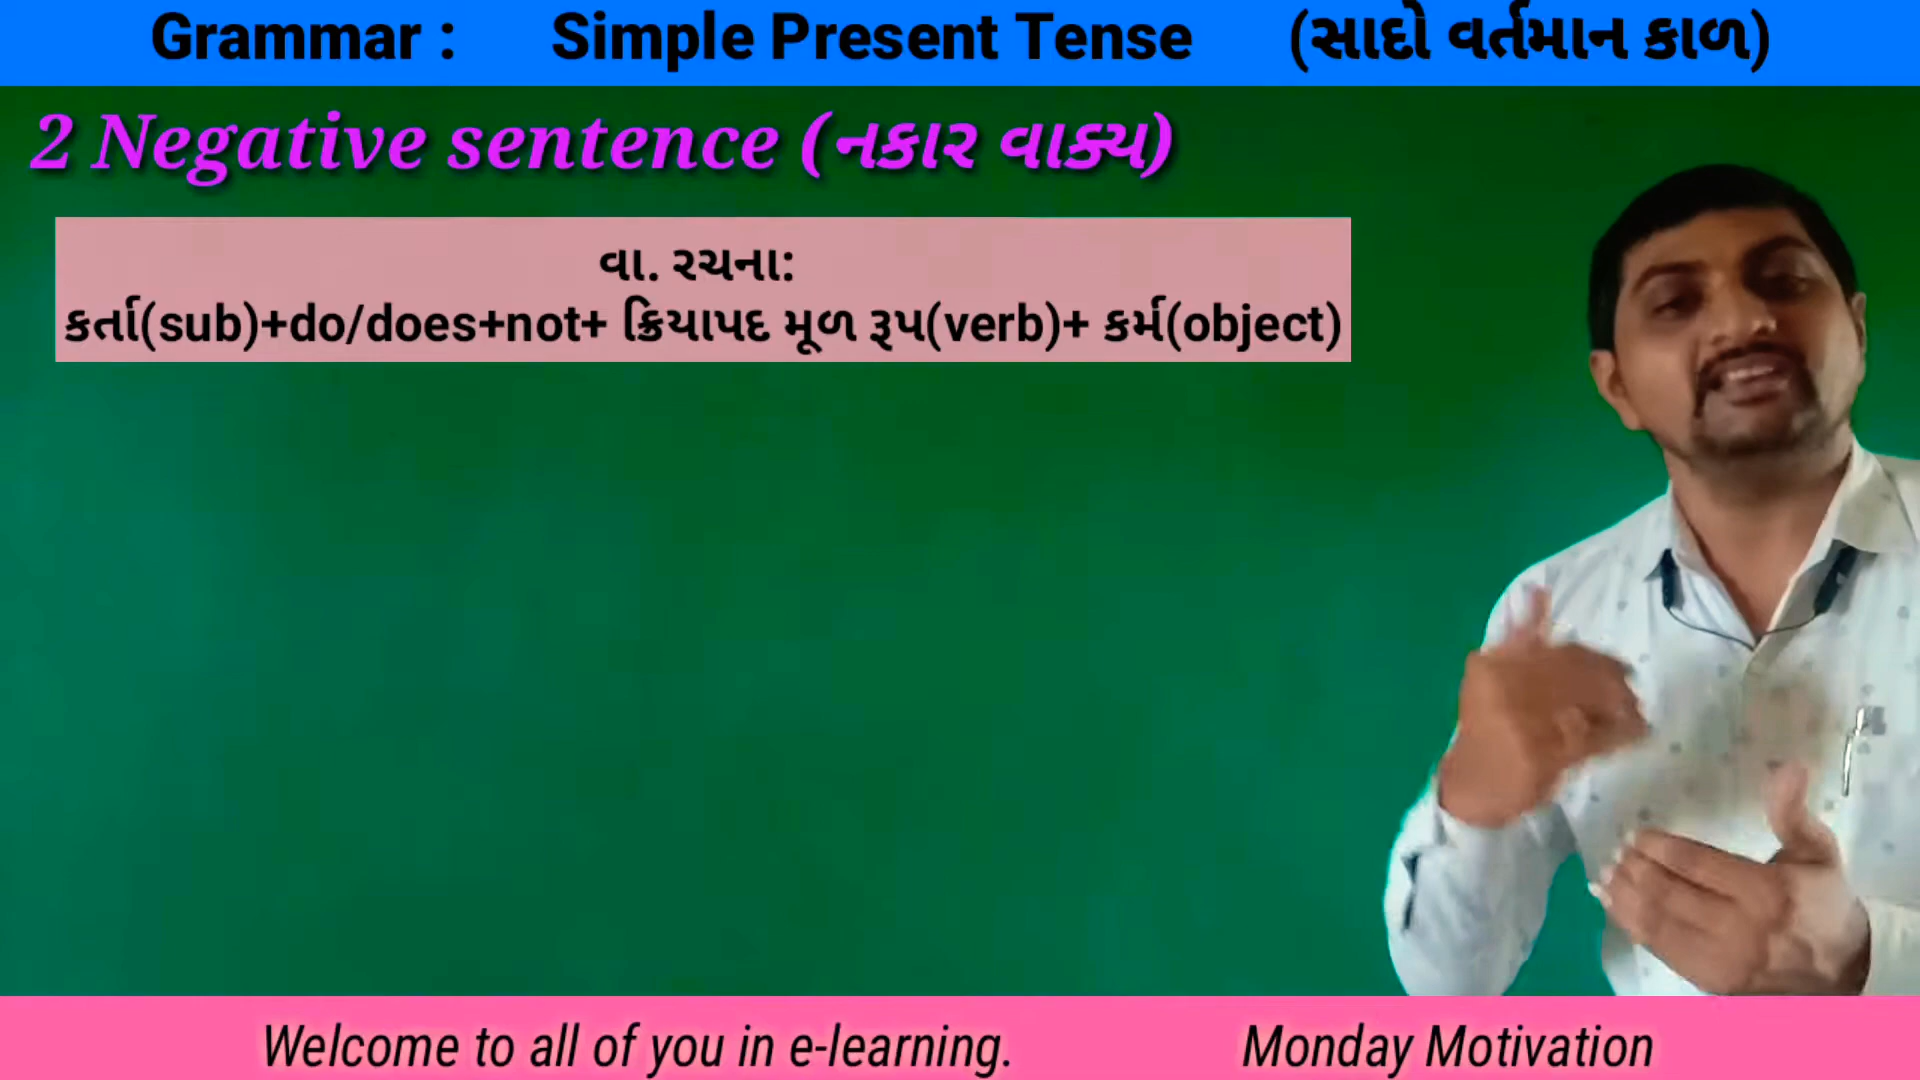 Grammar : Simple Present Tense (સાદો વર્તમાન કાળ)
2 Negative sentence (નકાર વાક્ય)
વા. રચના:
કર્તા(sub)+do/does+not+ ક્રિયાપદ મૂળ રૂપ(verb)+ કર્મ(object)
Welcome to all of you in e-learning. Monday Motivation